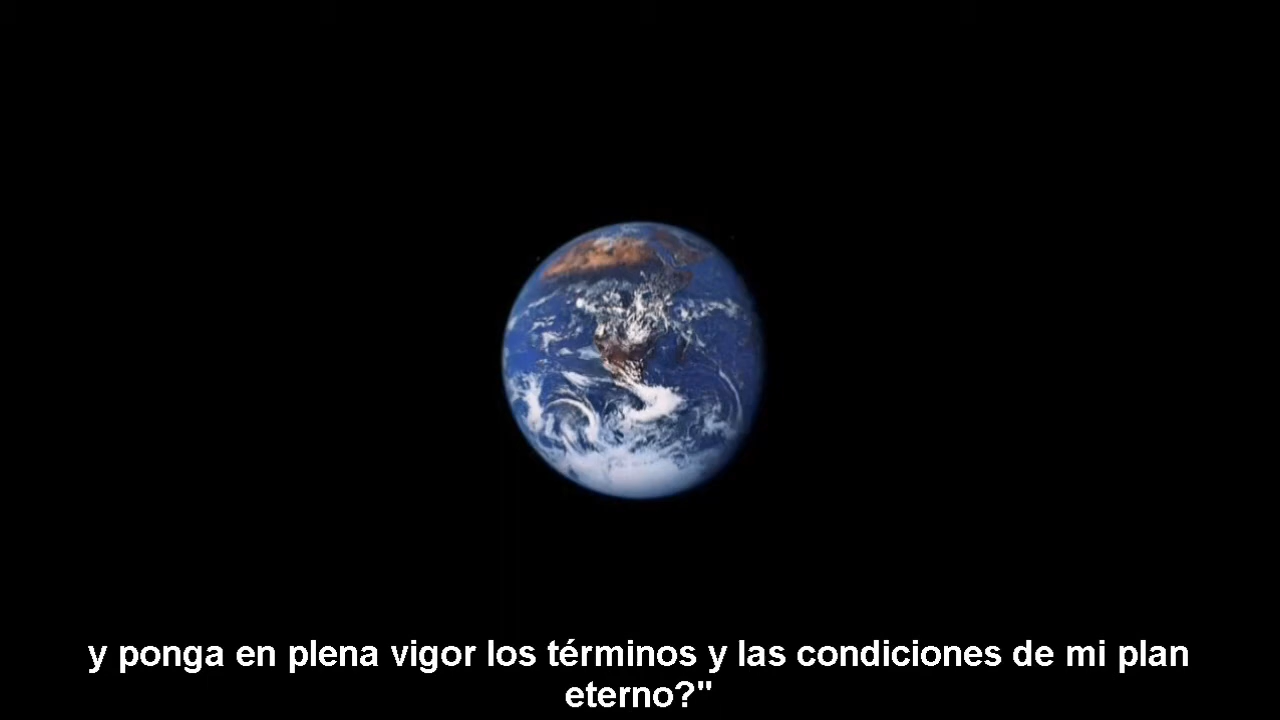 y ponga en plena vigor los términos y las condiciones de mi plan
eterno?"